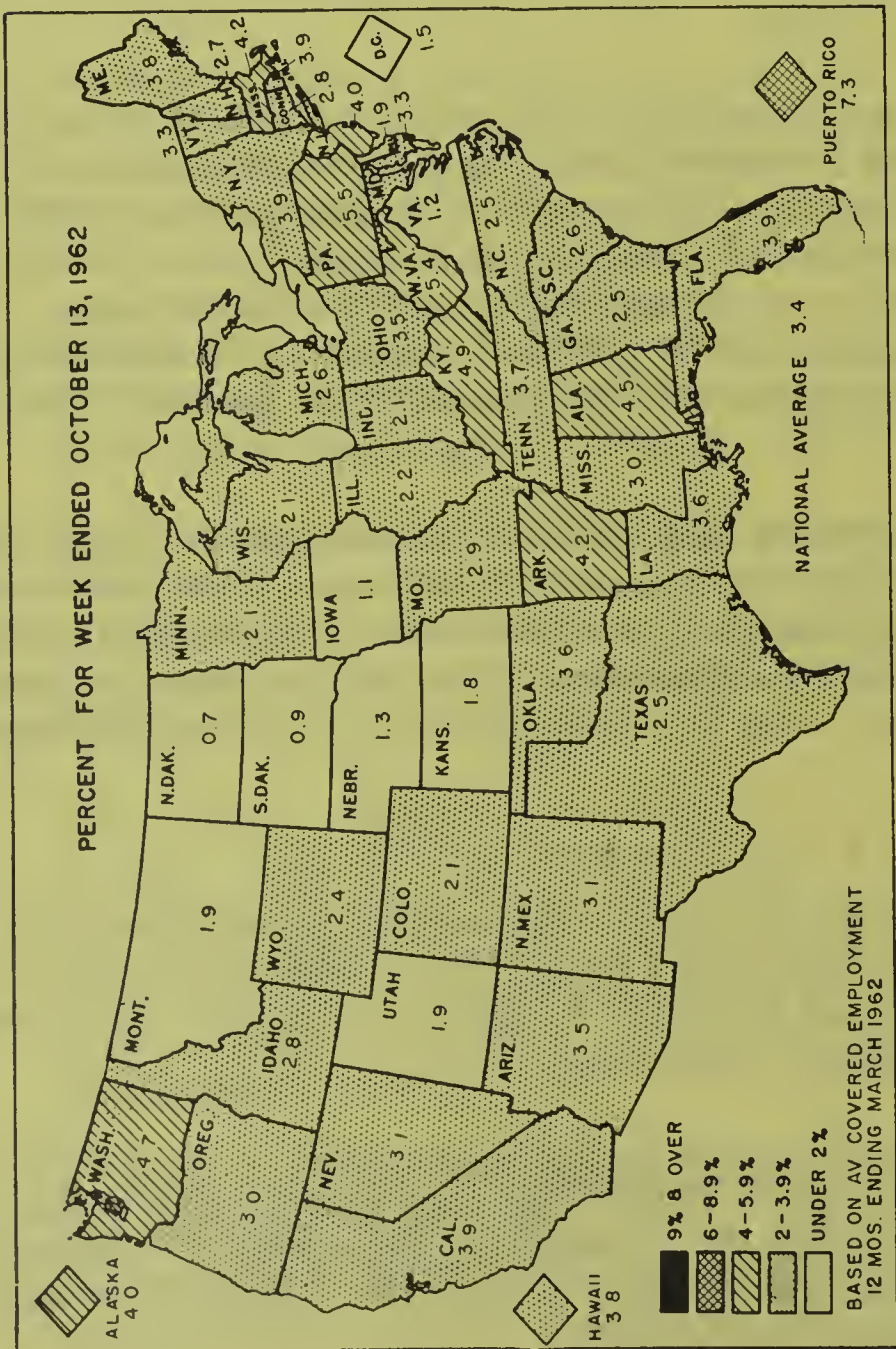 PERCENT FOR WEEK ENDED OCTOBER 13, 1962
WASH.
4.7
OREG.
3.0
CAL.
3.9
NEV.
3.1
IDAHO
2.8
MONT.
1.9
WYO.
2.4
UTAH
1.9
COLO.
2.1
ARIZ
3.5
N.MEX.
3.1
N.DAK.
0.7
S.DAK.
0.9
NEBR.
1.3
KANS.
1.8
OKLA.
3.6
TEXAS
2.5
MINN.
2.1
IOWA
1.1
MO.
2.9
ARK
4.2
LA.
3.6
WIS.
2.1
ILL.
2.2
MICH.
2.6
IND.
2.1
OHIO
3.5
KY.
4.9
TENN.
3.7
MISS.
3.0
ALA.
4.5
GA.
2.5
FLA.
3.9
S.C.
2.6
N.C.
2.5
VA.
1.2
W.VA.
5.4
PA.
5.5
N.Y.
3.9
VT.
3.3
N.H.
2.7
ME.
3.8
MASS.
4.2
R.I.
3.9
CONN.
2.8
N.J.
4.0
1.9
MD.
3.3
D.C.
1.5
ALASKA
4.0
HAWAII
3.8
PUERTO RICO
7.3
NATIONAL AVERAGE 3.4
9% & OVER
6-8.9%
4-5.9%
2-3.9%
UNDER 2%
BASED ON AV COVERED EMPLOYMENT
12 MOS. ENDING MARCH 1962